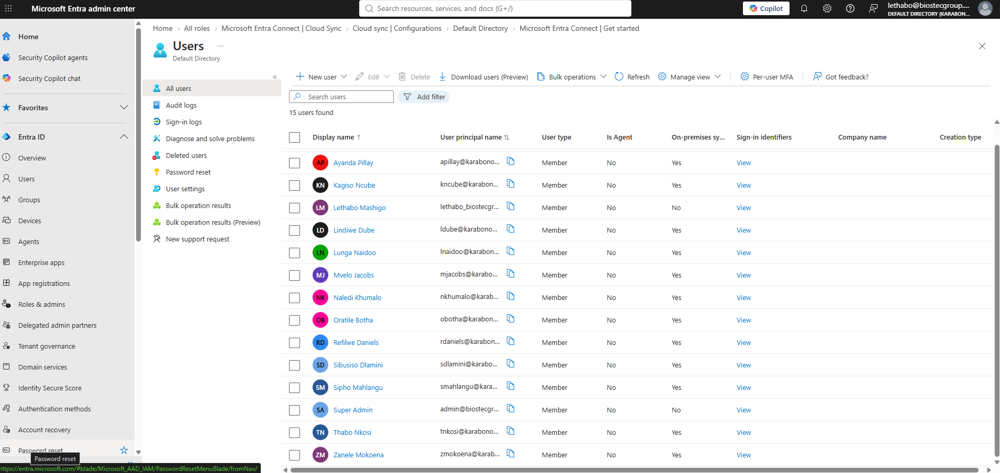 Microsoft Entra admin center
Search resources, services, and docs (G+/)
Copilot
lethabo@biostecgroup....
DEFAULT DIRECTORY (KARABON...
Home
Security Copilot agents
Security Copilot chat
Favorites
Entra ID
Overview
Users
Groups
Devices
Agents
Enterprise apps
App registrations
Roles & admins
Delegated admin partners
Tenant governance
Domain services
Identity Secure Score
Authentication methods
Account recovery
Password reset
Password reset
https://entra.microsoft.com/#blade/Microsoft_AAD_IAM/PasswordResetMenuBlade/fromNav/
Home > All roles > Microsoft Entra Connect | Cloud Sync > Cloud sync | Configurations > Default Directory > Microsoft Entra Connect | Get started
Users ...
Default Directory
All users
Audit logs
Sign-in logs
Diagnose and solve problems
Deleted users
Password reset
User settings
Bulk operation results
Bulk operation results (Preview)
New support request
New user Edit Delete Download users (Preview) Bulk operations Refresh Manage view Per-user MFA Got feedback?
Search users Add filter
15 users found
Display name ↑ User principal name ↑↓ User type Is Agent On-premises sy... Sign-in identifiers Company name Creation type
AP Ayanda Pillay apillay@karabono... Member No Yes View
KN Kagiso Ncube kncube@karabon... Member No Yes View
LM Lethabo Mashigo lethabo_biostecgr... Member No No View
LD Lindiwe Dube ldube@karabono... Member No Yes View
LN Lunga Naidoo lnaidoo@karabon... Member No Yes View
MJ Mvelo Jacobs mjacobs@karabo... Member No Yes View
NK Naledi Khumalo nkhumalo@karab... Member No Yes View
OB Oratile Botha obotha@karabon... Member No Yes View
RD Refilwe Daniels rdaniels@karabon... Member No Yes View
SD Sibusiso Dlamini sdlamini@karabo... Member No Yes View
SM Sipho Mahlangu smahlangu@kara... Member No Yes View
SA Super Admin admin@biostecgr... Member No No View
TN Thabo Nkosi tnkosi@karabono... Member No Yes View
ZM Zanele Mokoena zmokoena@karab... Member No Yes View